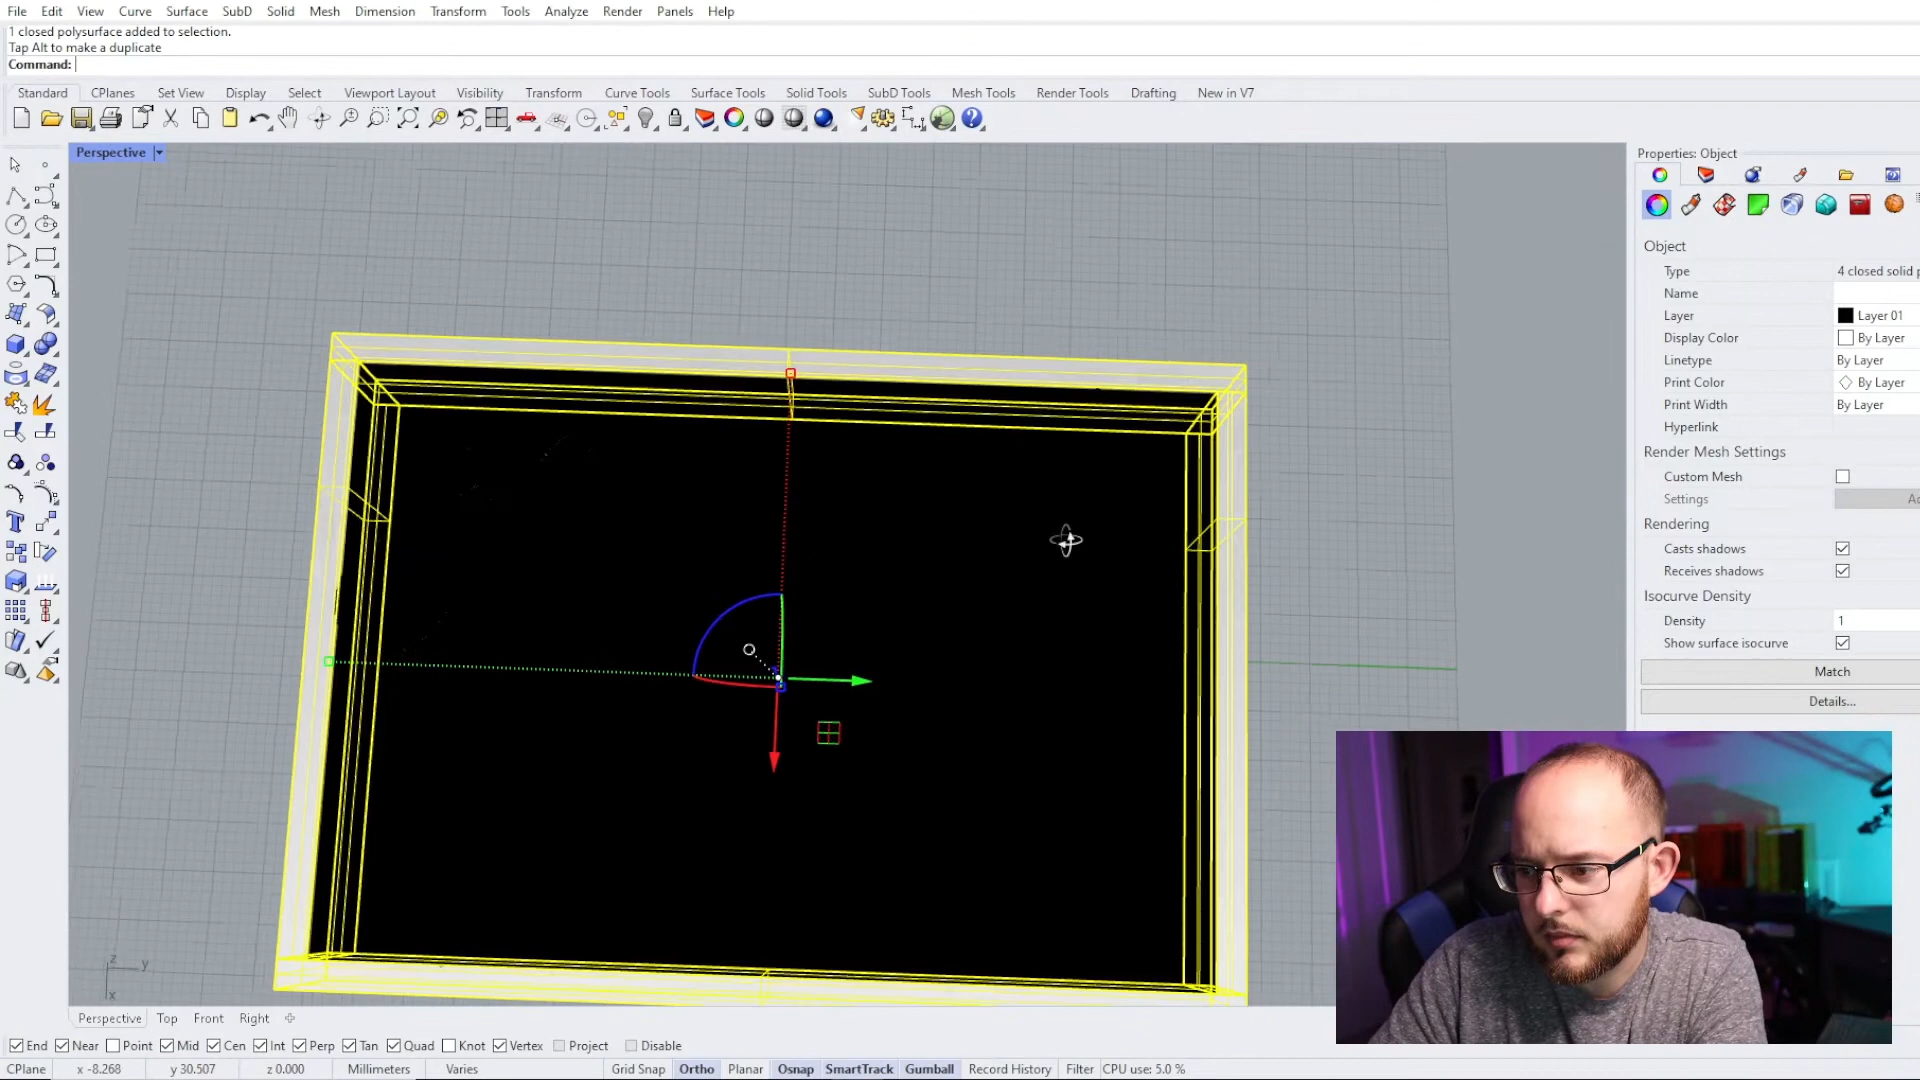 File Edit View Curve Surface SubD Solid Mesh Dimension Transform Tools Analyze Render Panels Help
1 closed polysurface added to selection.
Tap Alt to make a duplicate
Command:
Standard CPlanes Set View Display Select Viewport Layout Visibility Transform Curve Tools Surface Tools Solid Tools SubD Tools Mesh Tools Render Tools Drafting New in V7
Perspective
Properties: Object
Object
Type 4 closed solid p
Name
Layer Layer 01
Display Color By Layer
Linetype By Layer
Print Color By Layer
Print Width By Layer
Hyperlink
Render Mesh Settings
Custom Mesh
Settings
Rendering
Casts shadows
Receives shadows
Isocurve Density
Density 1
Show surface isocurve
Match
Details...
z
y
x
Perspective Top Front Right
End Near Point Mid Cen Int Perp Tan Quad Knot Vertex Project Disable
CPlane x -8.268 y 30.507 z 0.000 Millimeters Varies Grid Snap Ortho Planar Osnap SmartTrack Gumball Record History Filter CPU use: 5.0 %